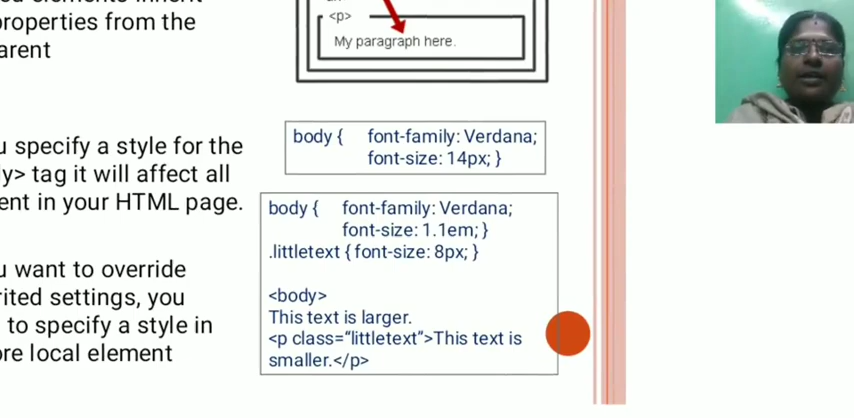 properties from the
<p>
My paragraph here.
u specify a style for the
y> tag it will affect all
ent in your HTML page.
body { font-family: Verdana;
font-size: 14px; }
body { font-family: Verdana;
font-size: 1.1em; }
.littletext { font-size: 8px; }
<body>
This text is larger.
<p class=“littletext”>This text is
smaller.</p>
u want to override
rited settings, you
to specify a style in
ore local element